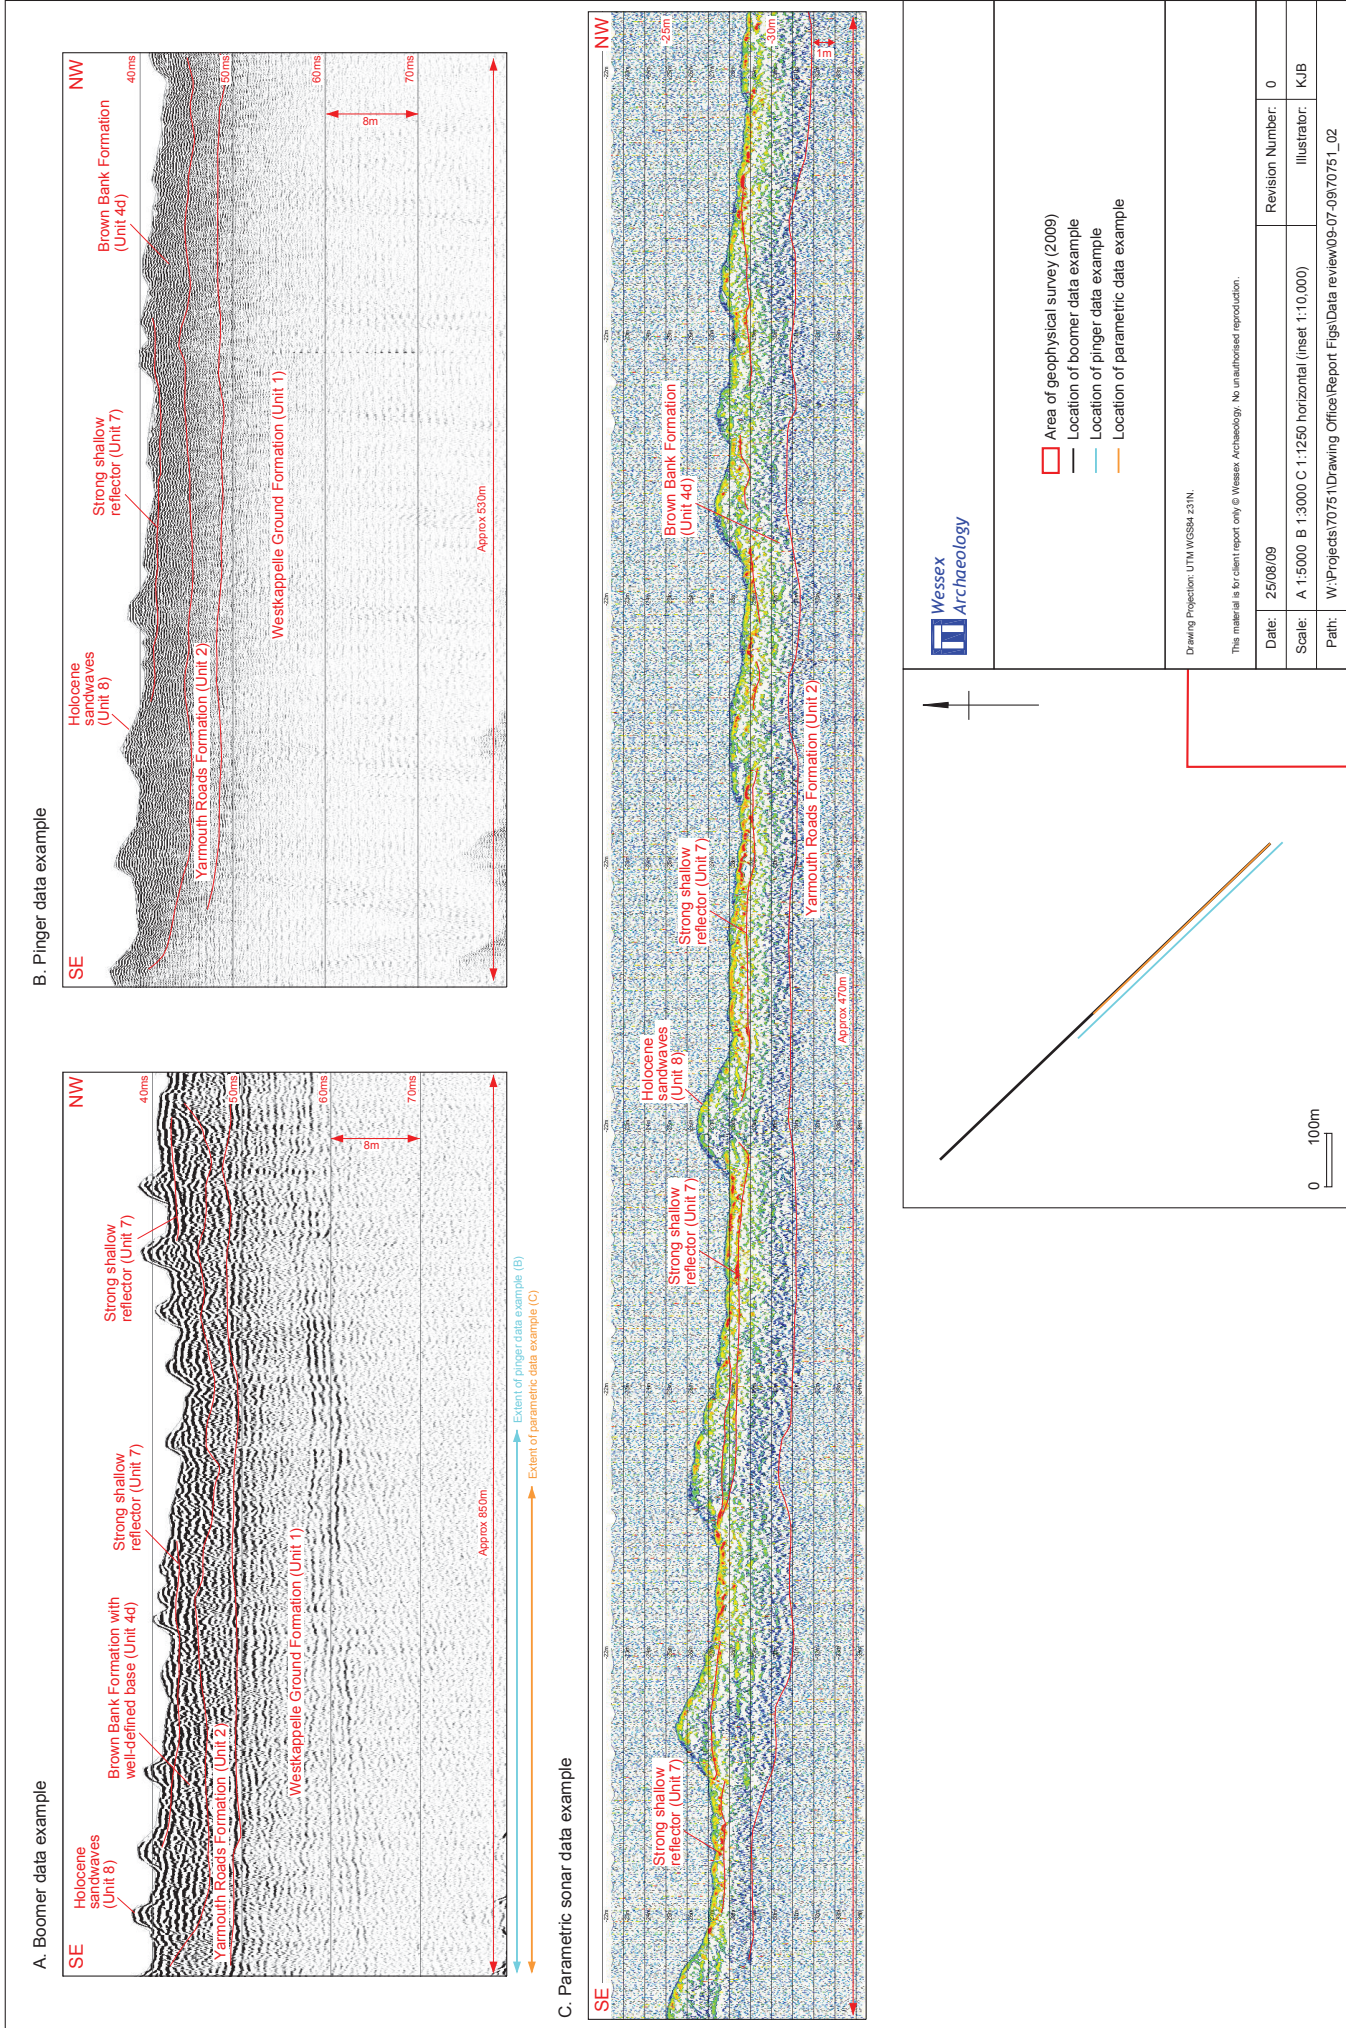 A. Boomer data example
SE
NW
Holocene
sandwaves
(Unit 8)
Brown Bank Formation with
well-defined base (Unit 4d)
Strong shallow
reflector (Unit 7)
Strong shallow
reflector (Unit 7)
Yarmouth Roads Formation (Unit 2)
Westkappelle Ground Formation (Unit 1)
40ms
50ms
60ms
70ms
8m
Approx 850m
Extent of pinger data example (B)
Extent of parametric data example (C)
B. Pinger data example
SE
NW
Holocene
sandwaves
(Unit 8)
Strong shallow
reflector (Unit 7)
Brown Bank Formation
(Unit 4d)
Yarmouth Roads Formation (Unit 2)
Westkappelle Ground Formation (Unit 1)
40ms
50ms
60ms
70ms
8m
Approx 530m
C. Parametric sonar data example
SE
NW
Strong shallow
reflector (Unit 7)
Strong shallow
reflector (Unit 7)
Holocene
sandwaves
(Unit 8)
Strong shallow
reflector (Unit 7)
Brown Bank Formation
(Unit 4d)
Yarmouth Roads Formation (Unit 2)
-25m
-30m
1m
Approx 470m
0 100m
Wessex
Archaeology
Area of geophysical survey (2009)
Location of boomer data example
Location of pinger data example
Location of parametric data example
Drawing Projection: UTM WGS84 z31N.
This material is for client report only © Wessex Archaeology. No unauthorised reproduction.
Date: 25/08/09 Revision Number: 0
Scale: A 1:5000 B 1:3000 C 1:1250 horizontal (inset 1:10,000) Illustrator: KJB
Path: W:\Projects\70751\Drawing Office\Report Figs\Data review\09-07-09\70751_02